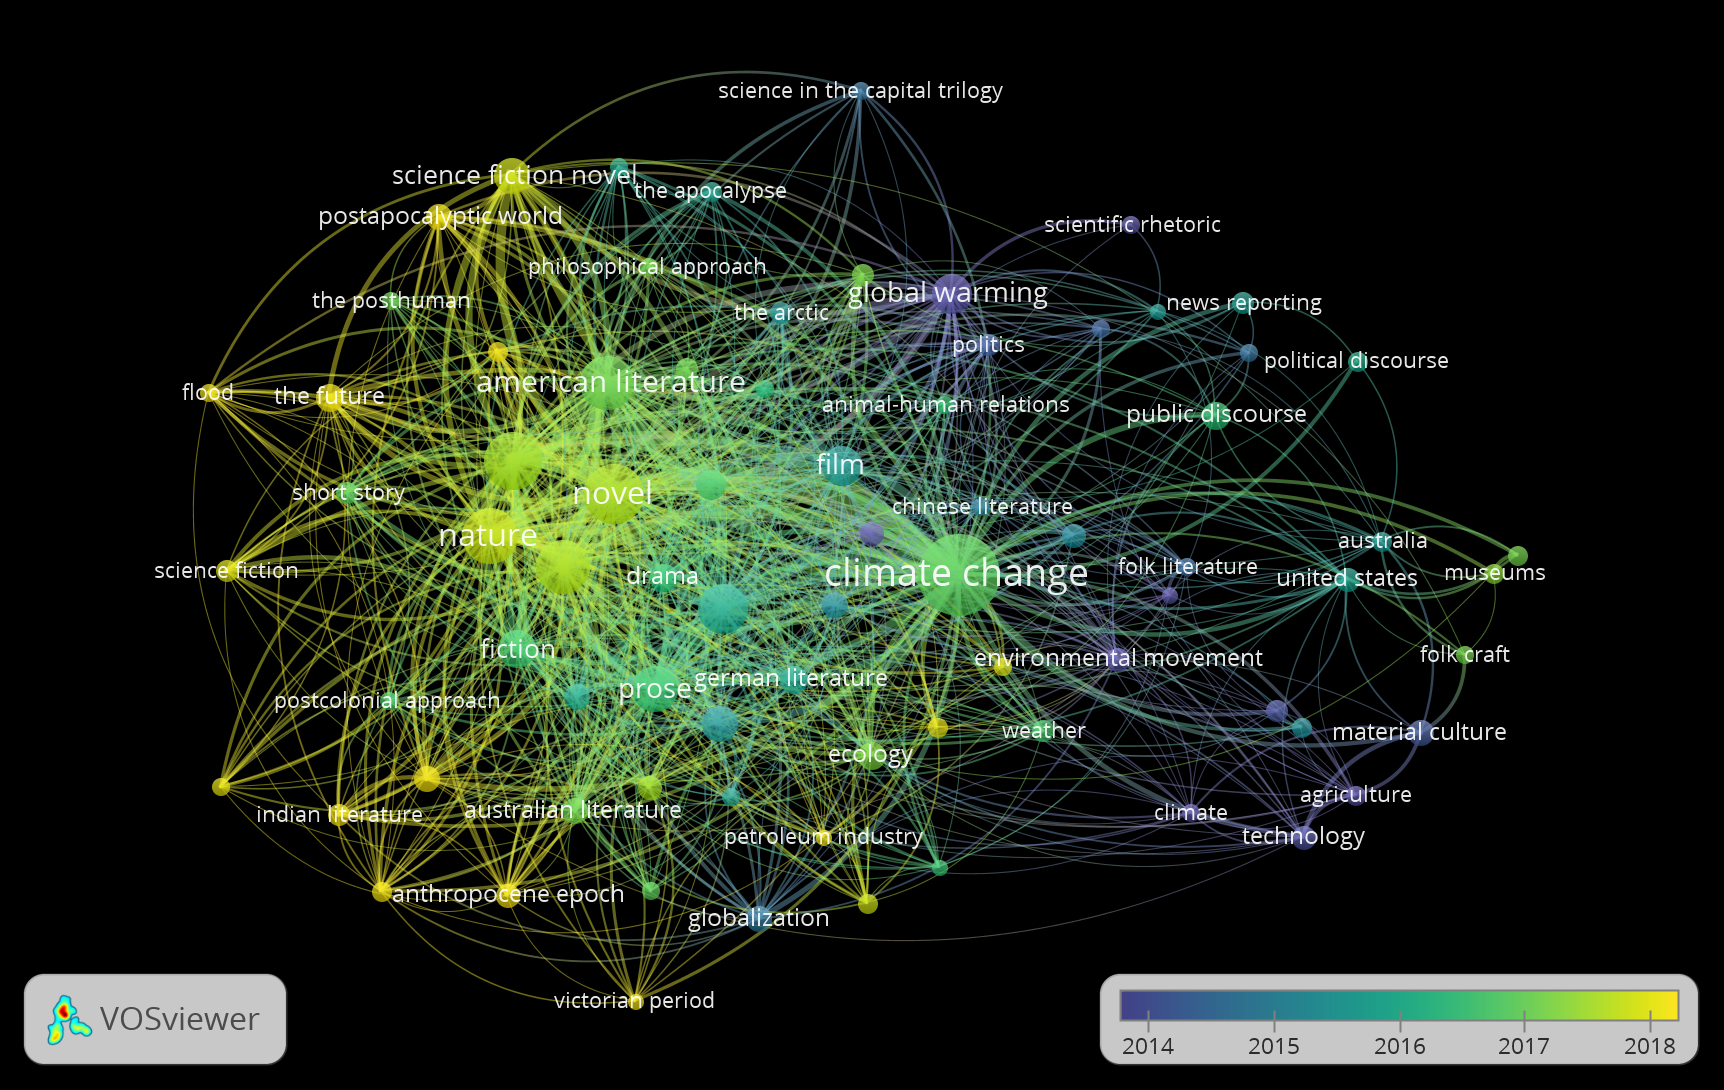 science in the capital trilogy
science fiction novel
the apocalypse
postapocalyptic world
scientific rhetoric
philosophical approach
the posthuman
global warming
news reporting
the arctic
politics
political discourse
american literature
flood
the future
animal-human relations
public discourse
film
short story
novel
chinese literature
nature
australia
science fiction
drama
climate change
folk literature
united states
museums
fiction
environmental movement
folk craft
prose
german literature
postcolonial approach
weather
material culture
ecology
agriculture
indian literature
australian literature
climate
petroleum industry
technology
anthropocene epoch
globalization
victorian period
VOSviewer
2014 2015 2016 2017 2018